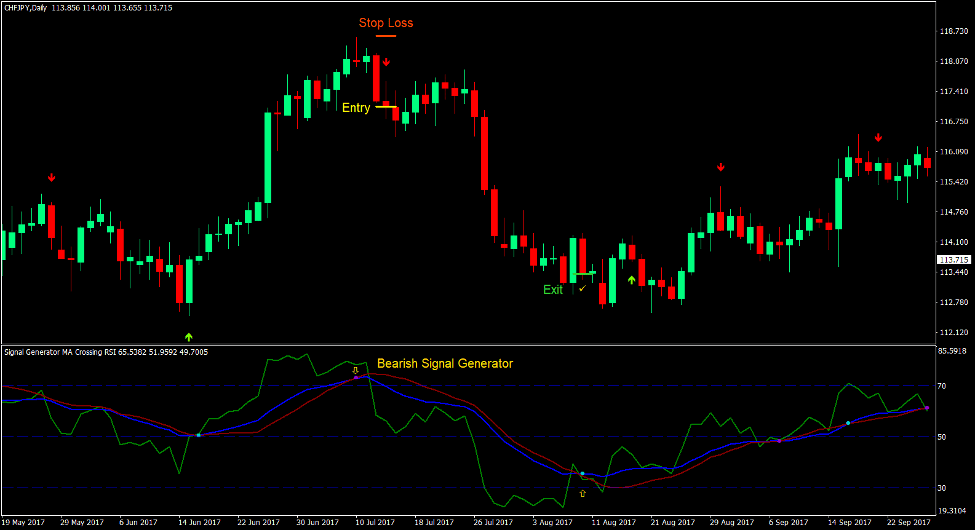 CHFJPY,Daily 113.856 114.001 113.655 113.715
Stop Loss
Entry
Exit
118.730
118.070
117.410
116.750
116.090
115.420
114.760
114.100
113.715
113.440
112.780
112.120
Signal Generator MA Crossing RSI 65.5382 51.9592 49.7005
Bearish Signal Generator
85.5918
70
50
30
19.3104
19 May 2017
29 May 2017
6 Jun 2017
14 Jun 2017
22 Jun 2017
30 Jun 2017
10 Jul 2017
18 Jul 2017
26 Jul 2017
3 Aug 2017
11 Aug 2017
21 Aug 2017
29 Aug 2017
6 Sep 2017
14 Sep 2017
22 Sep 2017